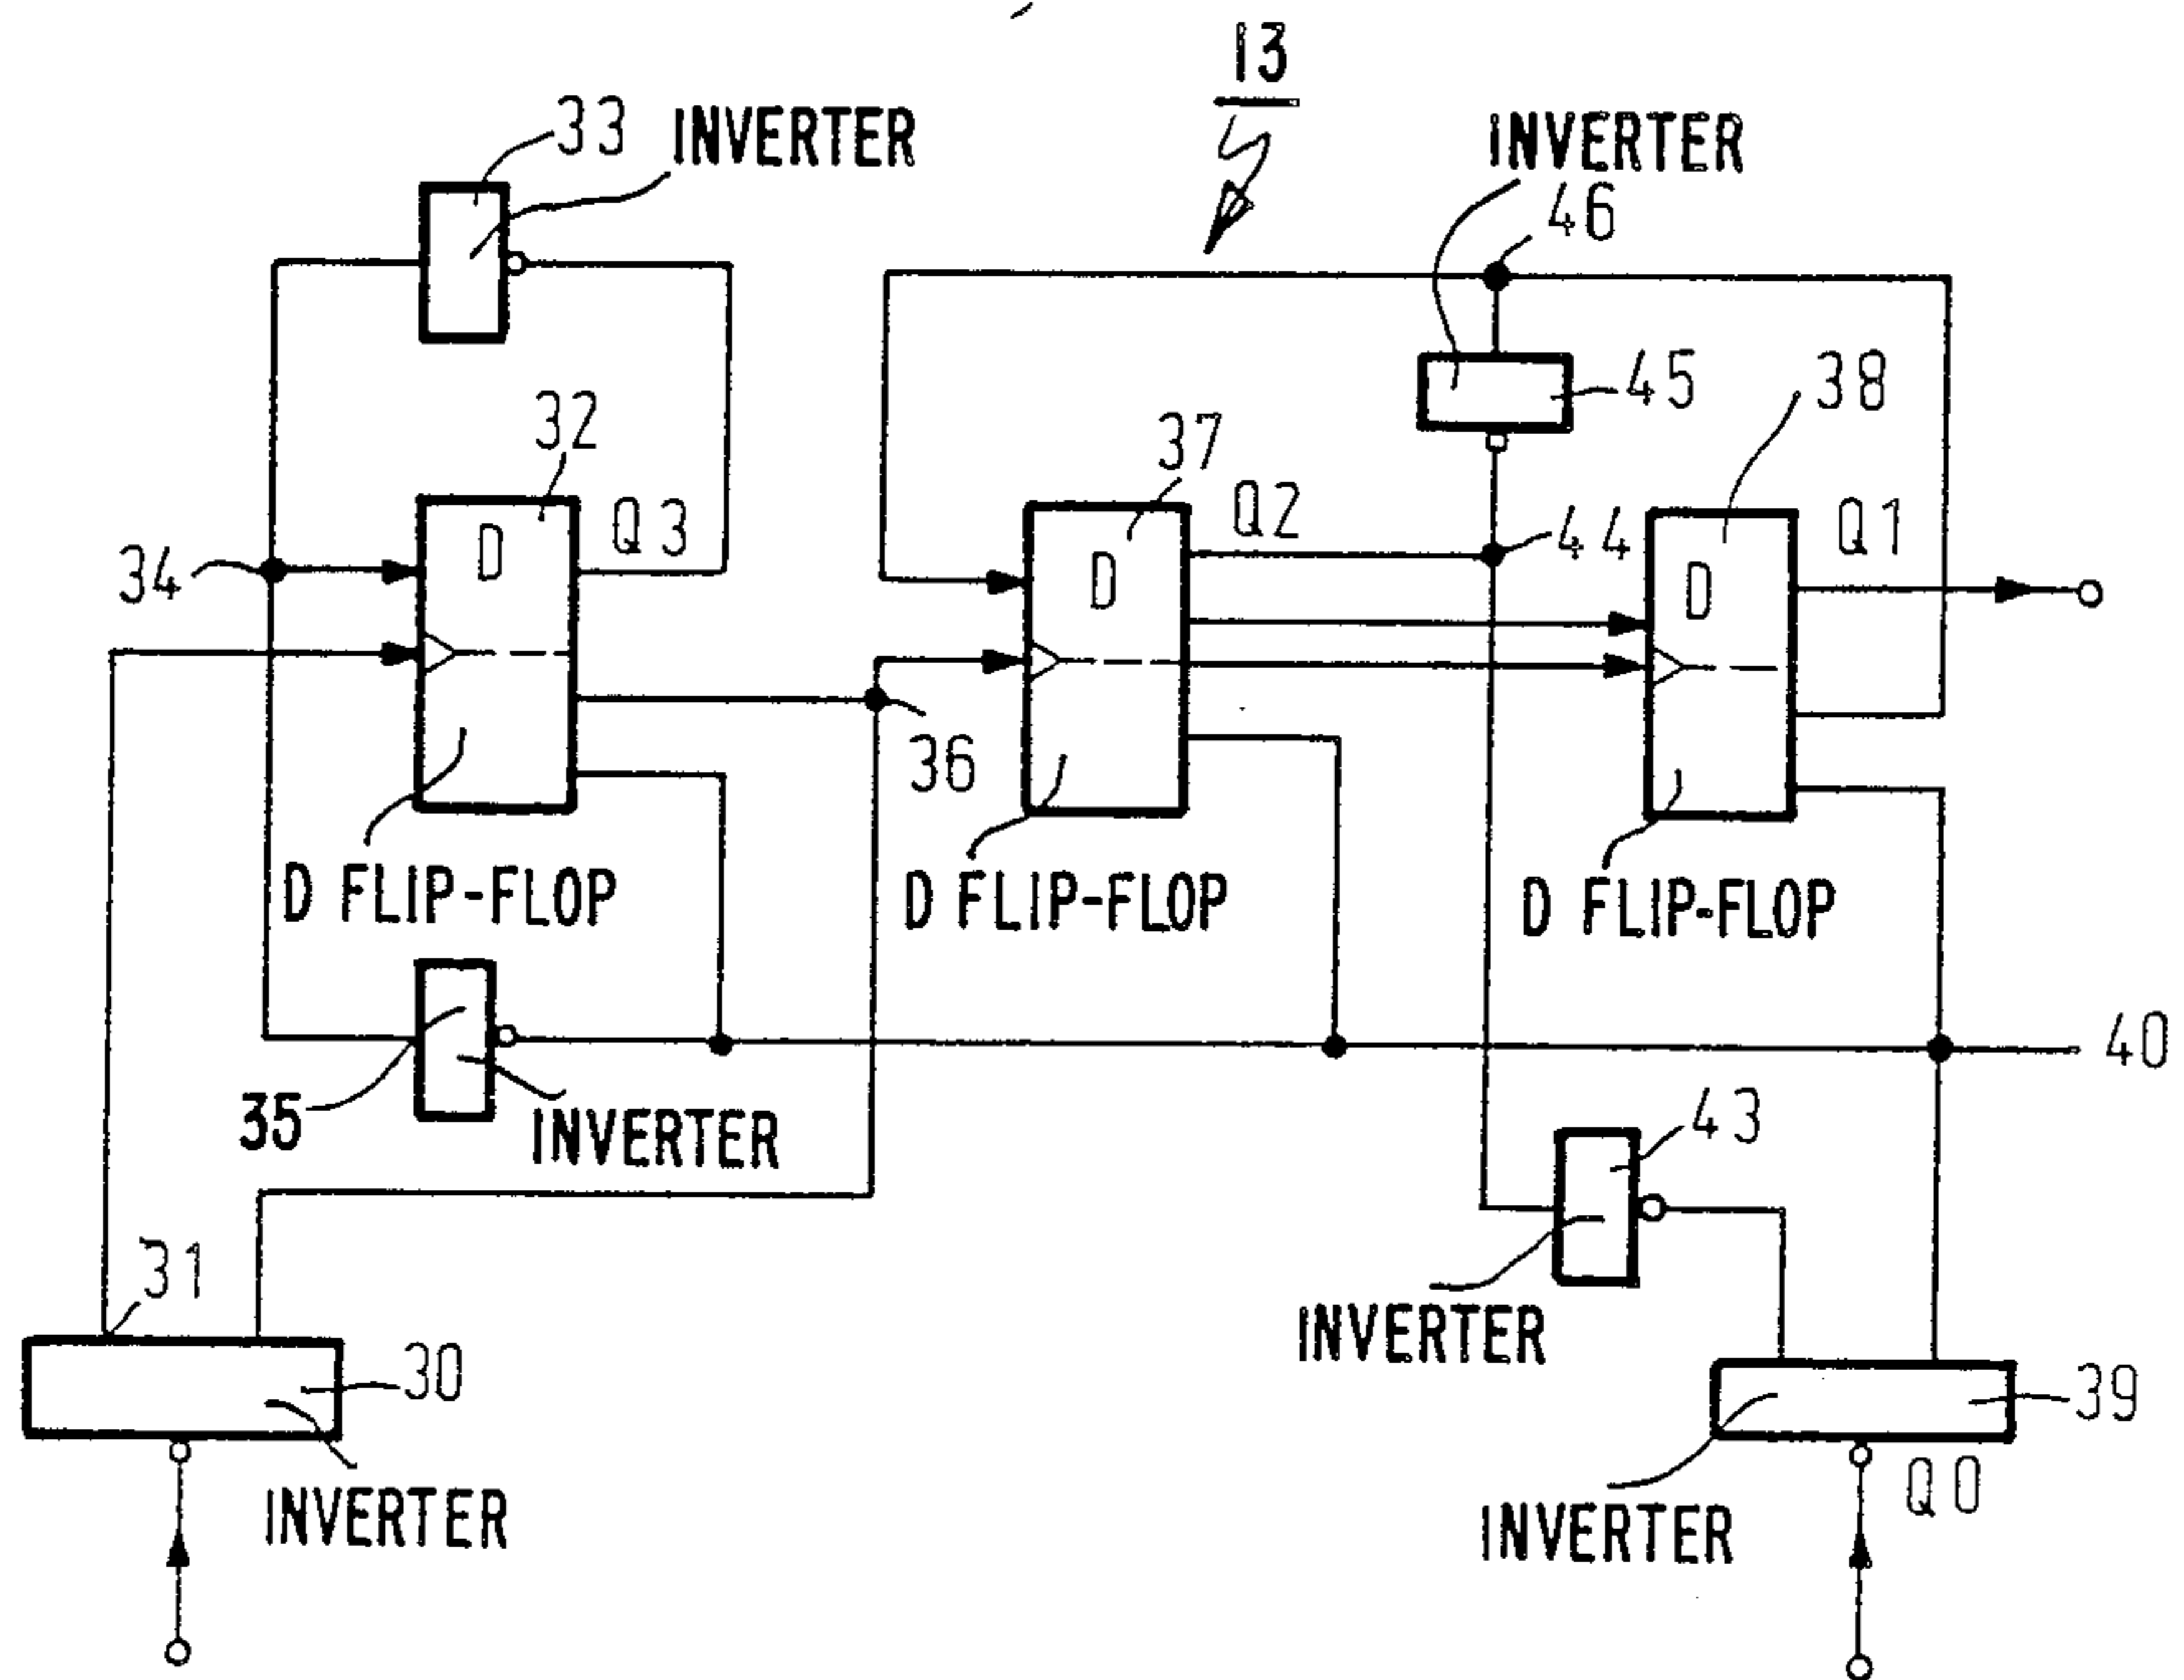 13
33
INVERTER
INVERTER
46
45
38
32
37
Q3
Q2
Q1
34
D
D
D
44
36
D FLIP-FLOP
D FLIP-FLOP
D FLIP-FLOP
40
35
INVERTER
43
31
INVERTER
30
39
INVERTER
INVERTER
Q0